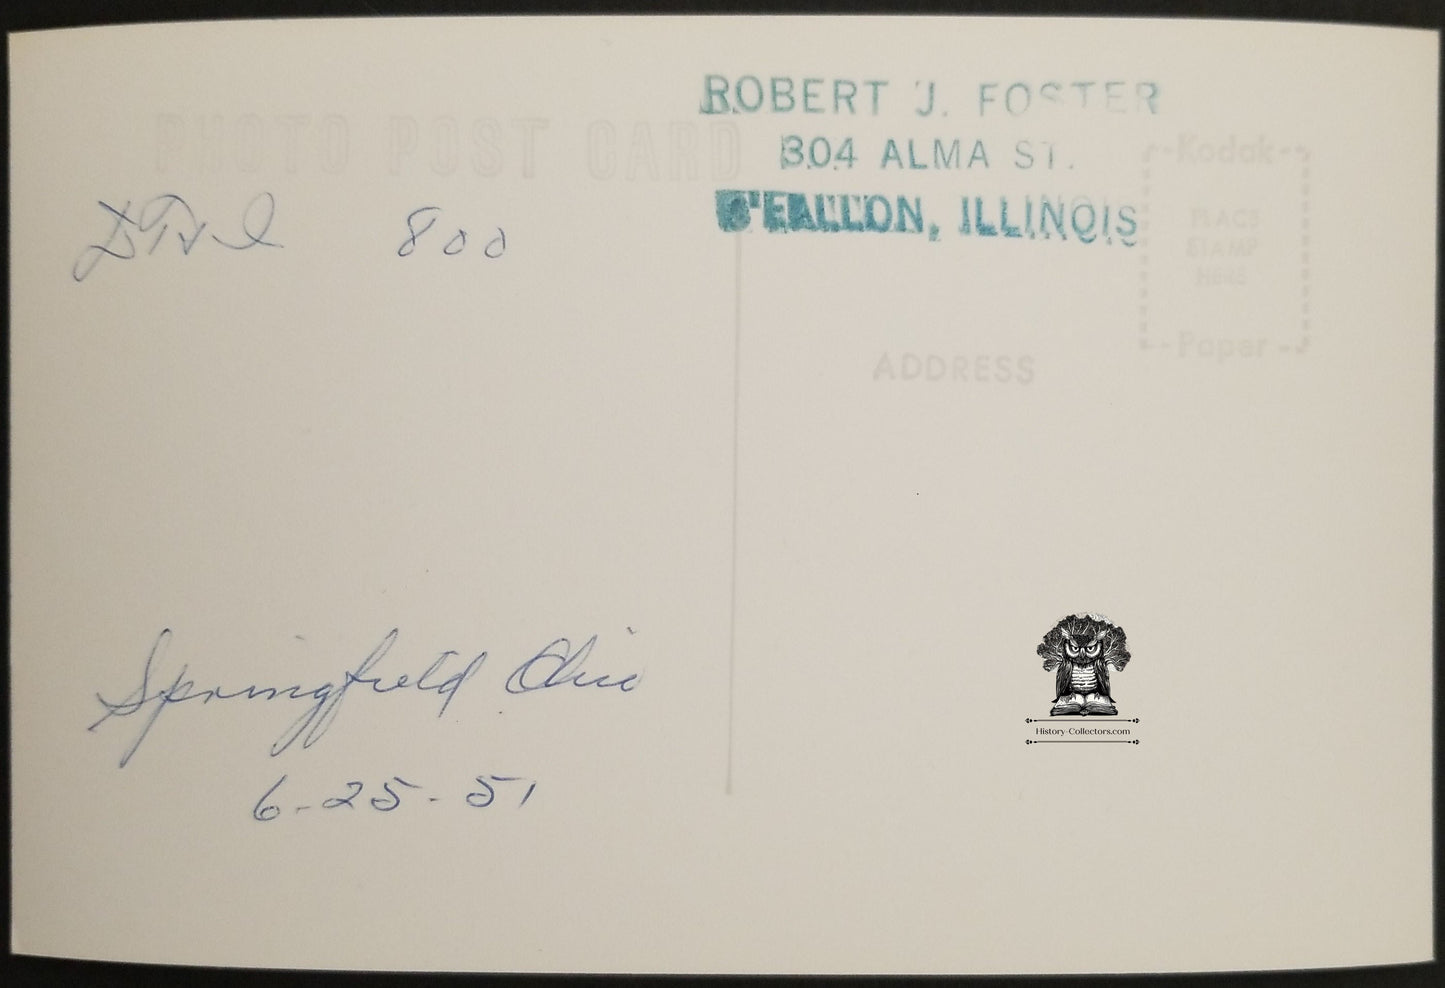 ROBERT J. FOSTER
304 ALMA ST.
O'FALLON, ILLINOIS
PHOTO POST CARD
DT&I 800
Kodak
PLACE
STAMP
HERE
Paper
ADDRESS
Springfield Ohio
6-25-51
History-Collectors.com